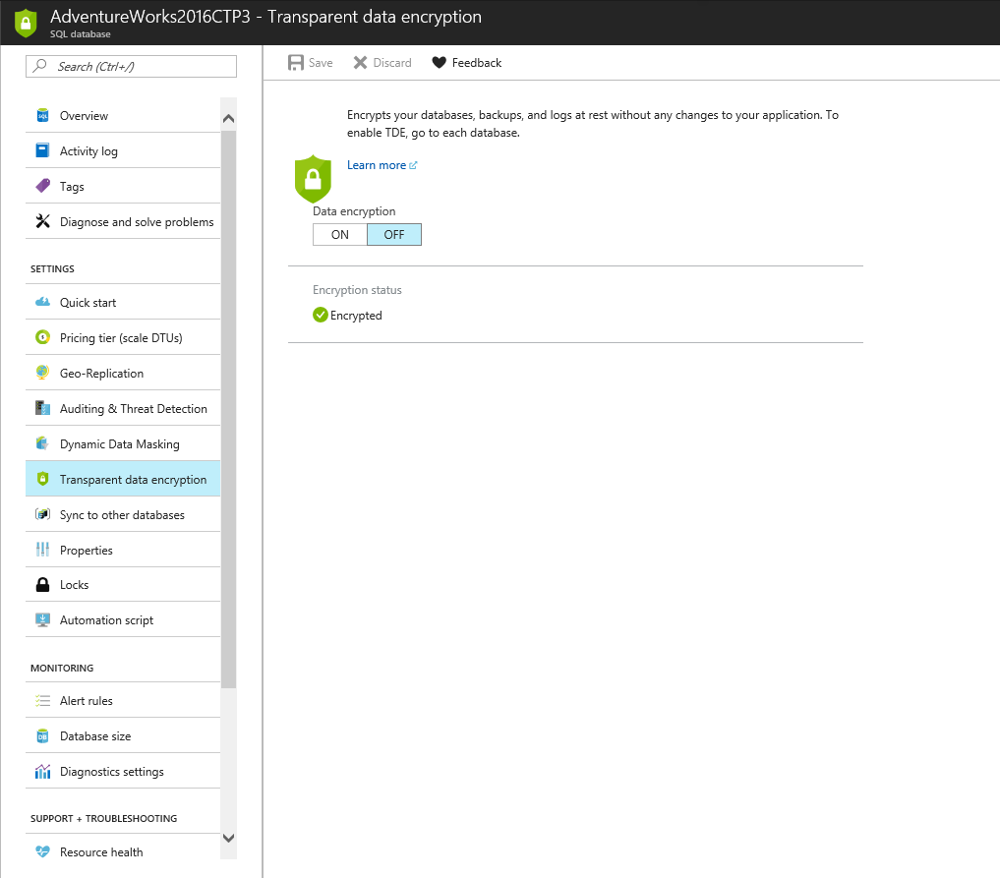 AdventureWorks2016CTP3 - Transparent data encryption
SQL database
Search (Ctrl+/)
Overview
Activity log
Tags
Diagnose and solve problems
SETTINGS
Quick start
Pricing tier (scale DTUs)
Geo-Replication
Auditing & Threat Detection
Dynamic Data Masking
Transparent data encryption
Sync to other databases
Properties
Locks
Automation script
MONITORING
Alert rules
Database size
Diagnostics settings
SUPPORT + TROUBLESHOOTING
Resource health
Save Discard Feedback
Encrypts your databases, backups, and logs at rest without any changes to your application. To
enable TDE, go to each database.
Learn more
Data encryption
ON OFF
Encryption status
Encrypted